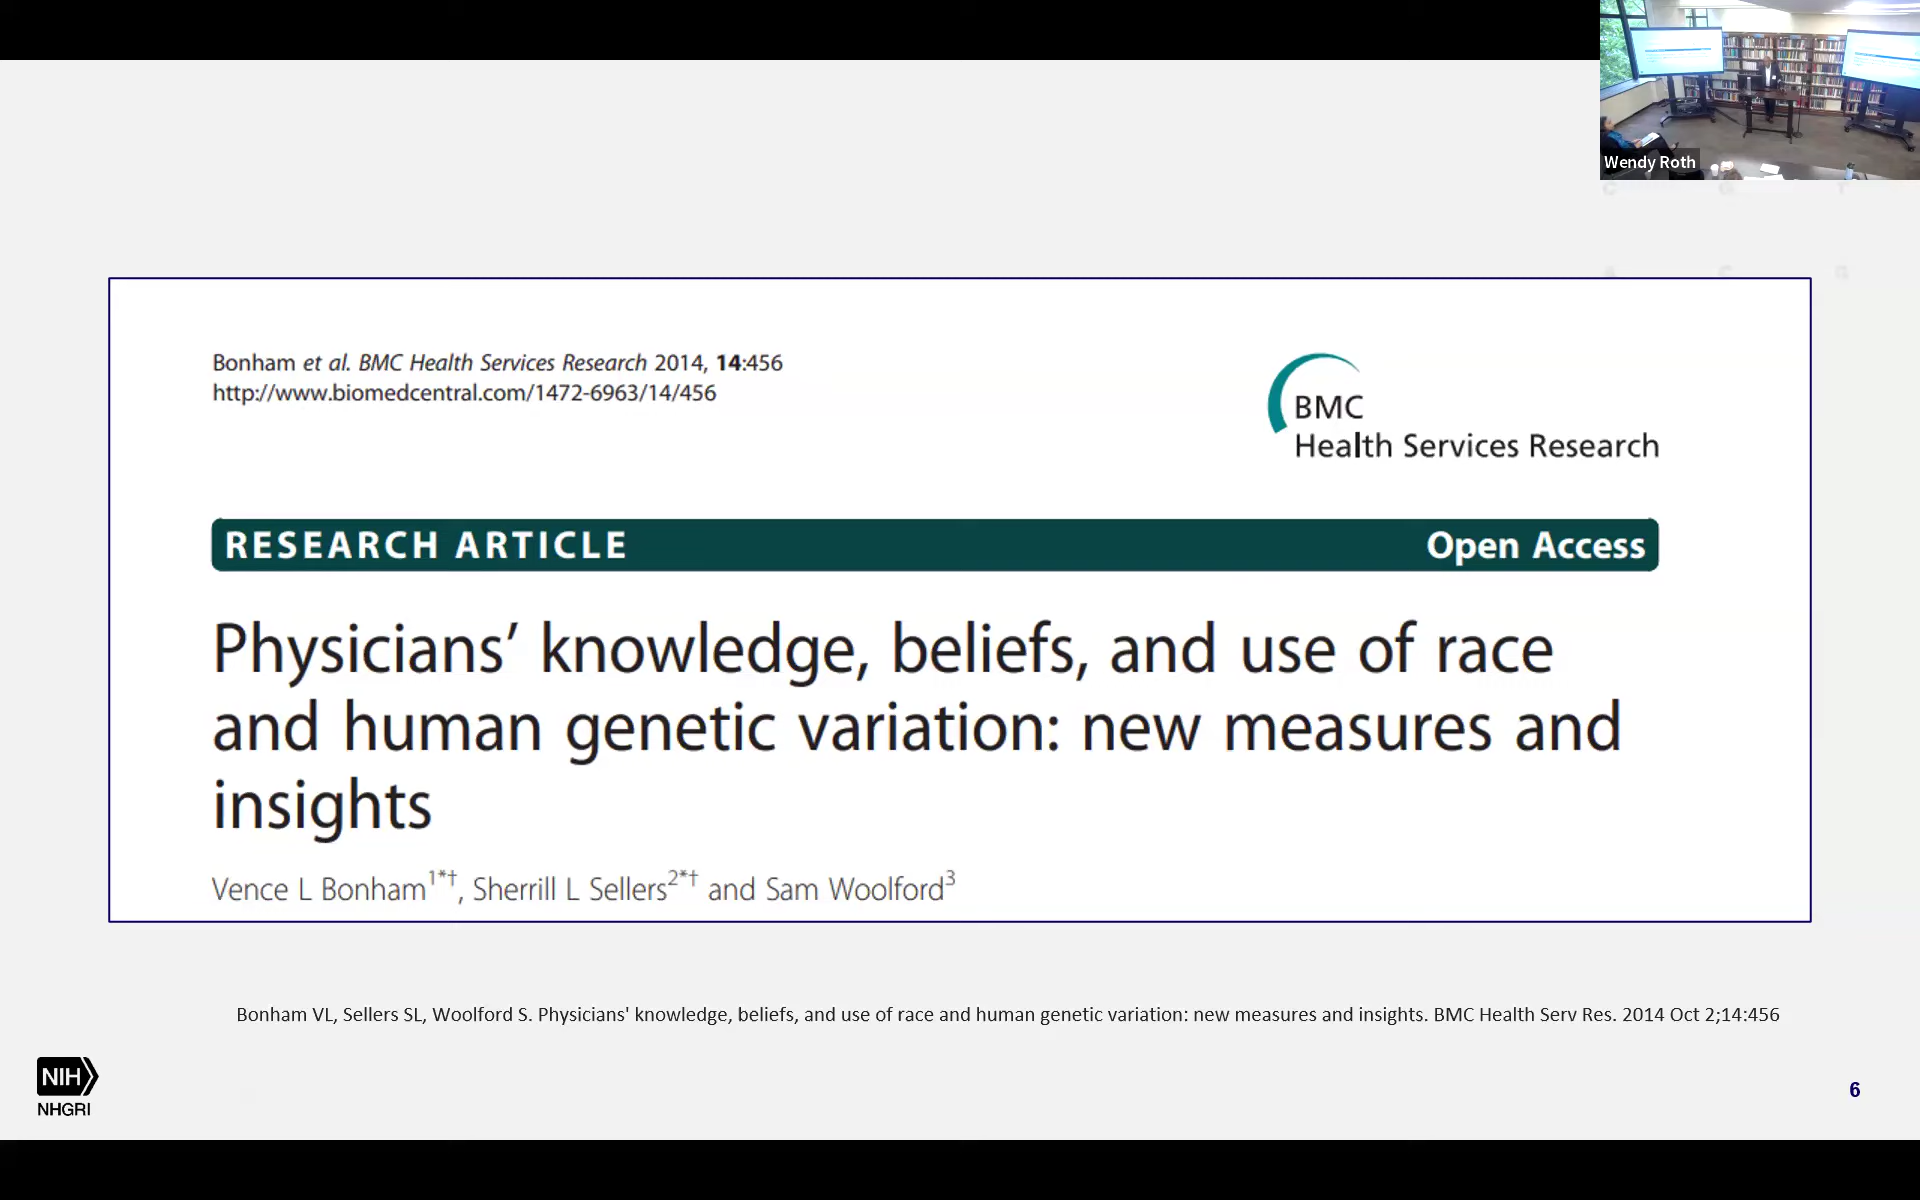 Wendy Roth
Bonham et al. BMC Health Services Research 2014, 14:456
http://www.biomedcentral.com/1472-6963/14/456
BMC
Health Services Research
RESEARCH ARTICLE Open Access
Physicians’ knowledge, beliefs, and use of race
and human genetic variation: new measures and
insights
Vence L Bonham1*†, Sherrill L Sellers2*† and Sam Woolford3
Bonham VL, Sellers SL, Woolford S. Physicians' knowledge, beliefs, and use of race and human genetic variation: new measures and insights. BMC Health Serv Res. 2014 Oct 2;14:456
NIH
NHGRI
6